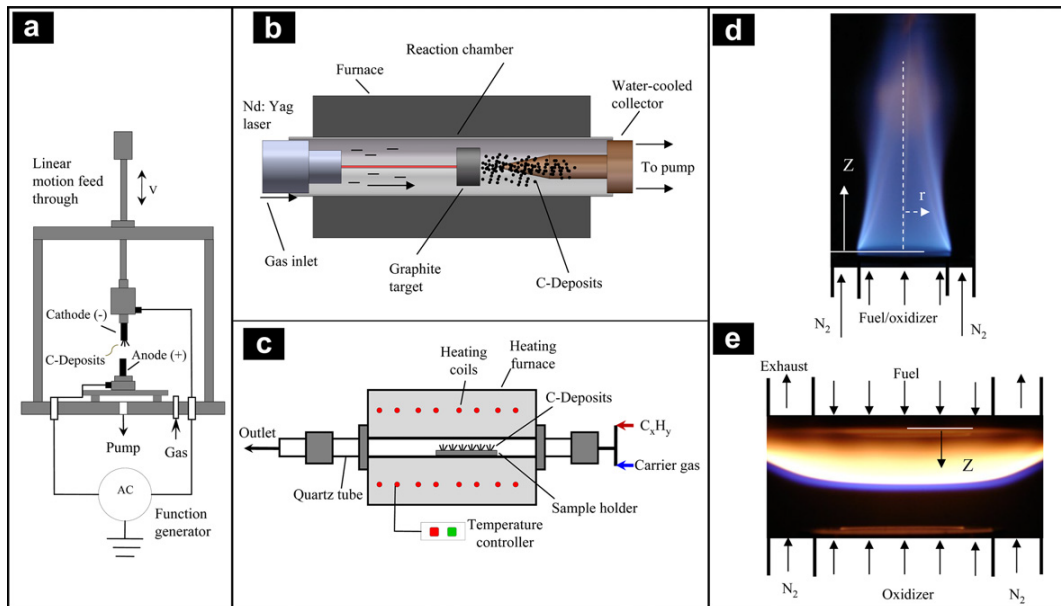 a
Linear
motion feed
through
V
Cathode (-)
C-Deposits
Anode (+)
Pump
Gas
AC
Function
generator
b
Reaction chamber
Furnace
Nd: Yag
laser
Water-cooled
collector
To pump
Gas inlet
Graphite
target
C-Deposits
c
Heating
coils
Heating
furnace
C-Deposits
Outlet
CxHy
Carrier gas
Quartz tube
Sample holder
Temperature
controller
d
Z
r
N2
Fuel/oxidizer
N2
e
Exhaust
Fuel
Z
N2
Oxidizer
N2